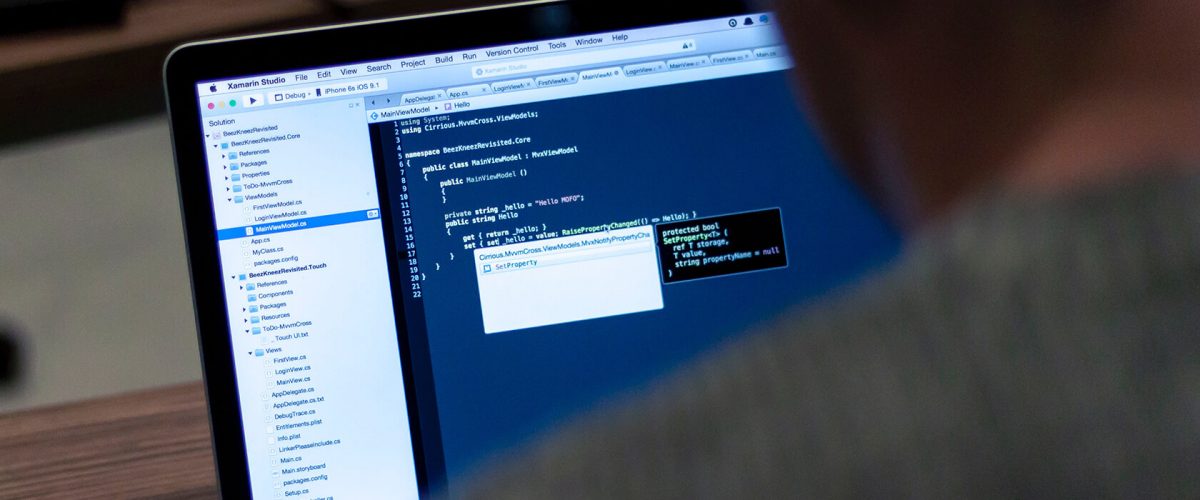 Xamarin Studio File Edit View Search Project Build Run Version Control Tools Window Help
Debug iPhone 6s iOS 9.1
Xamarin Studio
AppDelegat App.cs LoginViewM FirstViewMo MainViewM LoginView.c MainView.c FirstView.cs Main.cs
MainViewModel Hello
Solution
BeezKneezRevisited
BeezKneezRevisited.Core
References
Packages
Properties
ToDo-MvvmCross
ViewModels
FirstViewModel.cs
LoginViewModel.cs
MainViewModel.cs
App.cs
MyClass.cs
packages.config
BeezKneezRevisited.Touch
References
Components
Packages
Resources
ToDo-MvvmCross
_Touch UI.txt
Views
FirstView.cs
LoginView.cs
MainView.cs
AppDelegate.cs
AppDelegate.cs.txt
DebugTrace.cs
Entitlements.plist
Info.plist
LinkerPleaseInclude.cs
Main.cs
Main.storyboard
packages.config
Setup.cs
1 using System;
2 using Cirrious.MvvmCross.ViewModels;
3
4
5 namespace BeezKneezRevisited.Core
6 {
7 public class MainViewModel : MvxViewModel
8 {
9 public MainViewModel ()
10 {
11 }
12
13 private string _hello = "Hello MOFO";
14 public string Hello
15 {
16 get { return _hello; }
17 set { set _hello = value; RaisePropertyChanged(() => Hello); }
18 }
19 }
20 }
21
22
Cirrious.MvvmCross.ViewModels.MvxNotifyPropertyCha
SetProperty
protected bool
SetProperty<T> (
ref T storage,
T value,
string propertyName = null
)